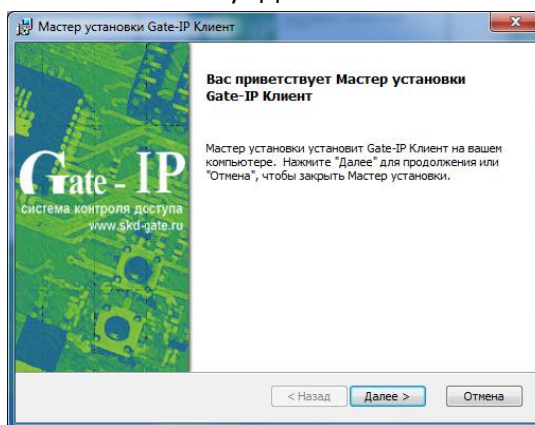 Мастер установки Gate-IP Клиент
Вас приветствует Мастер установки
Gate-IP Клиент
Мастер установки установит Gate-IP Клиент на вашем
компьютере. Нажмите "Далее" для продолжения или
"Отмена", чтобы закрыть Мастер установки.
Gate - IP
система контроля доступа
www.skd-gate.ru
< Назад
Далее >
Отмена